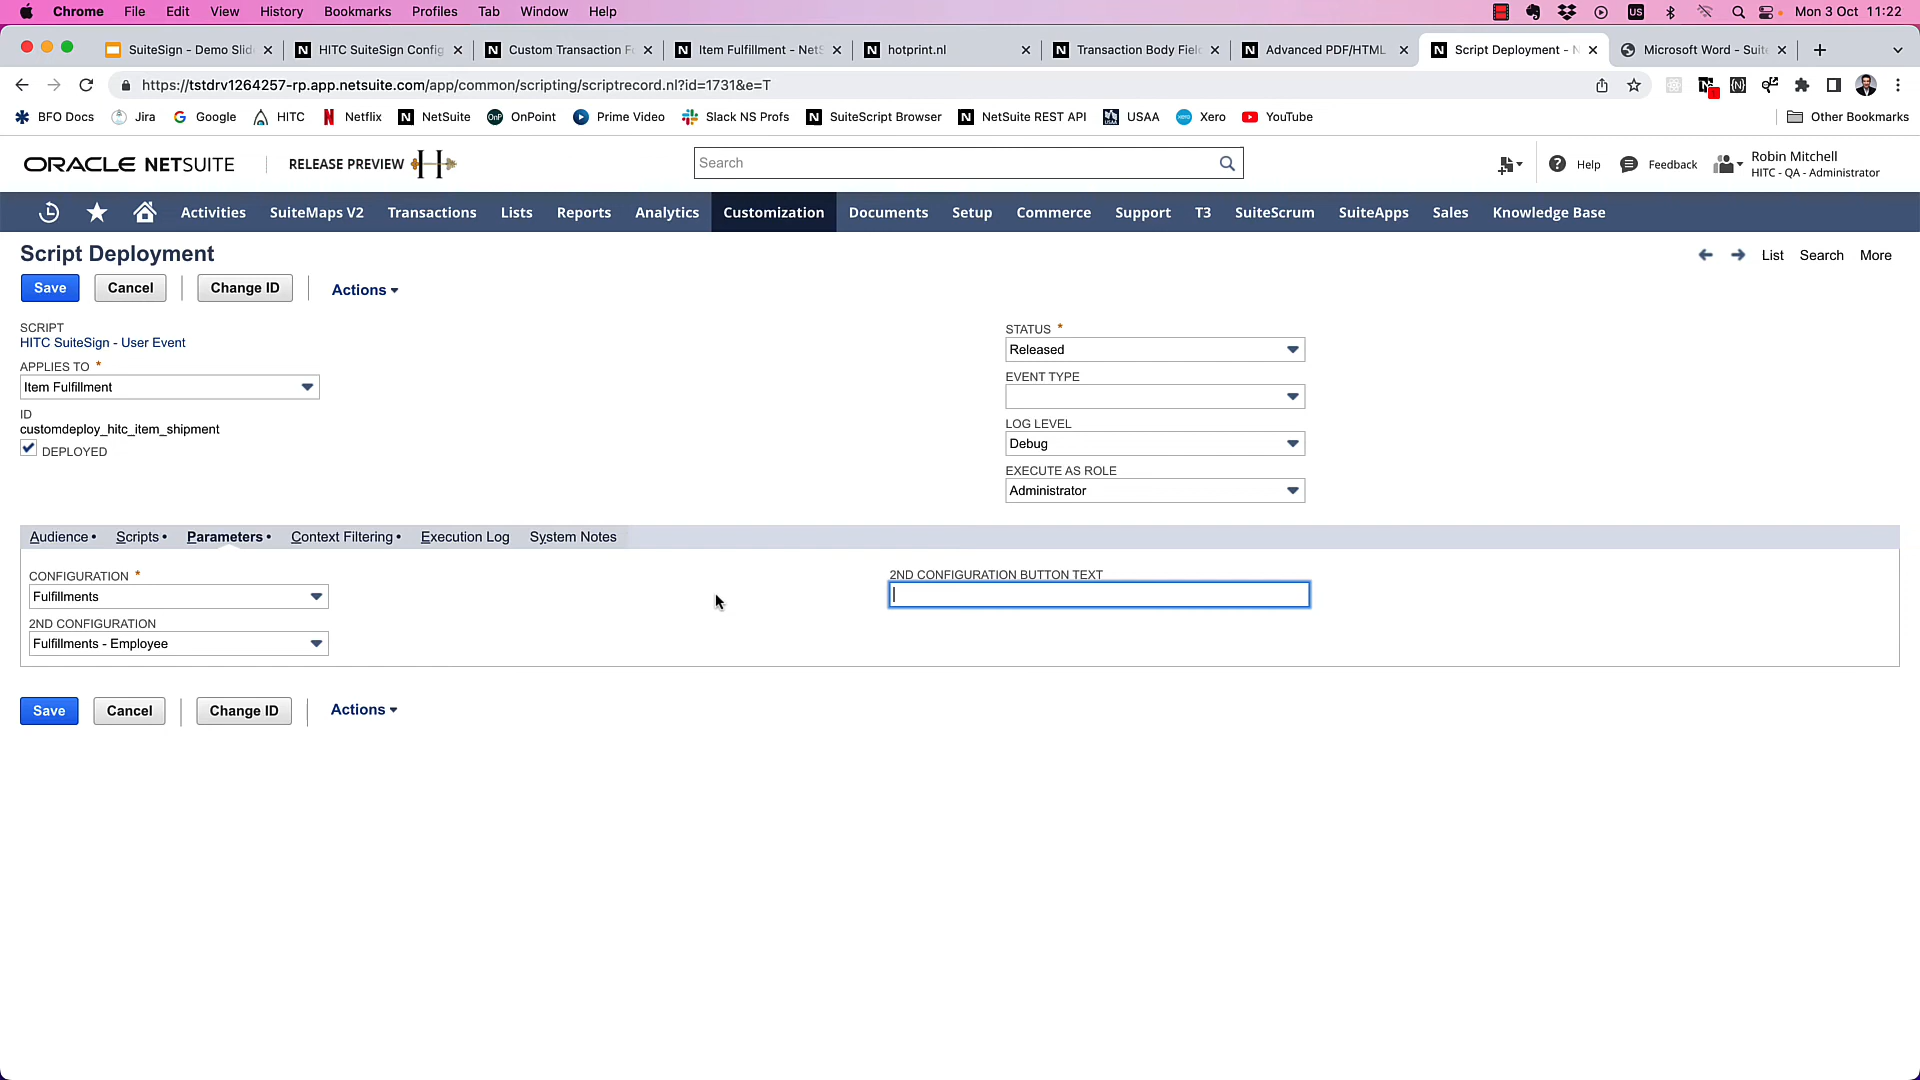 Chrome File Edit View History Bookmarks Profiles Tab Window Help US Mon 3 Oct 11:22
SuiteSign - Demo Slid HITC SuiteSign Config Custom Transaction Fo Item Fulfillment - NetS hotprint.nl Transaction Body Fiel Advanced PDF/HTML Script Deployment - N Microsoft Word - Suite
https://tstdrv1264257-rp.app.netsuite.com/app/common/scripting/scriptrecord.nl?id=1731&e=T
BFO Docs Jira Google HITC Netflix NetSuite OnPoint Prime Video Slack NS Profs SuiteScript Browser NetSuite REST API USAA Xero YouTube Other Bookmarks
ORACLE NETSUITE RELEASE PREVIEW Search Help Feedback Robin Mitchell
HITC - QA - Administrator
Activities SuiteMaps V2 Transactions Lists Reports Analytics Customization Documents Setup Commerce Support T3 SuiteScrum SuiteApps Sales Knowledge Base
Script Deployment List Search More
Save Cancel Change ID Actions
SCRIPT
HITC SuiteSign - User Event
APPLIES TO *
Item Fulfillment
ID
customdeploy_hitc_item_shipment
DEPLOYED
STATUS *
Released
EVENT TYPE
LOG LEVEL
Debug
EXECUTE AS ROLE
Administrator
Audience • Scripts • Parameters • Context Filtering • Execution Log System Notes
CONFIGURATION *
Fulfillments
2ND CONFIGURATION
Fulfillments - Employee
2ND CONFIGURATION BUTTON TEXT
Save Cancel Change ID Actions